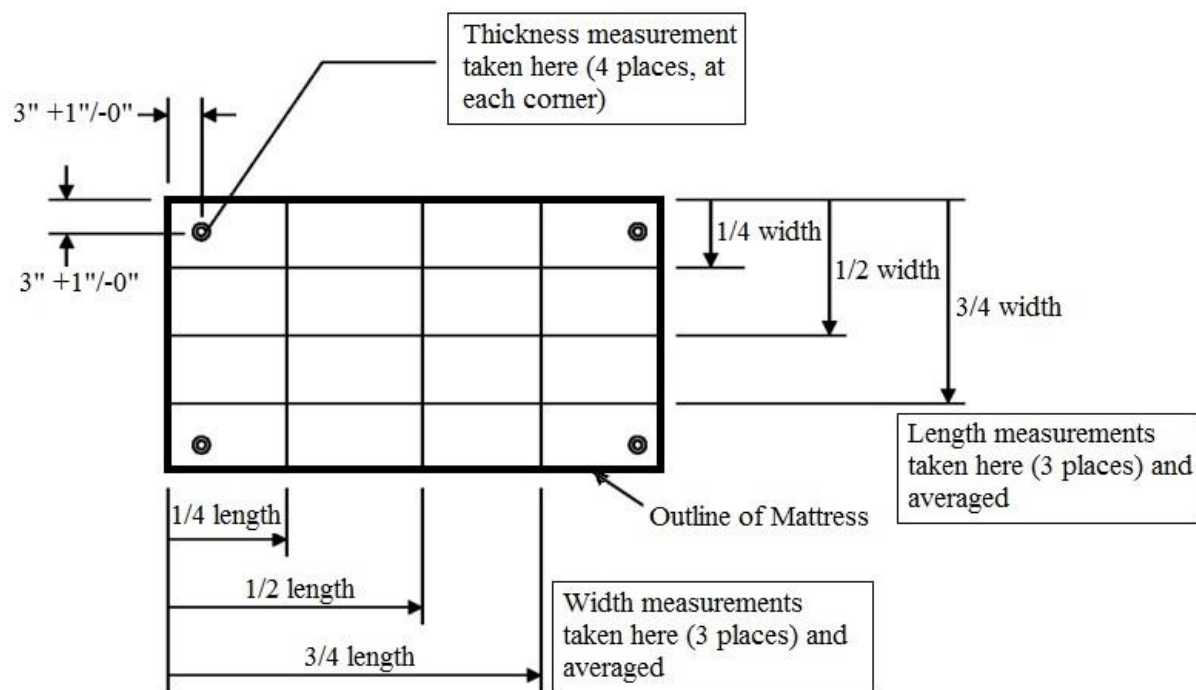 Thickness measurement
taken here (4 places, at
each corner)
3" +1"/-0"
3" +1"/-0"
1/4 width
1/2 width
3/4 width
Length measurements
taken here (3 places) and
averaged
Outline of Mattress
1/4 length
1/2 length
3/4 length
Width measurements
taken here (3 places) and
averaged